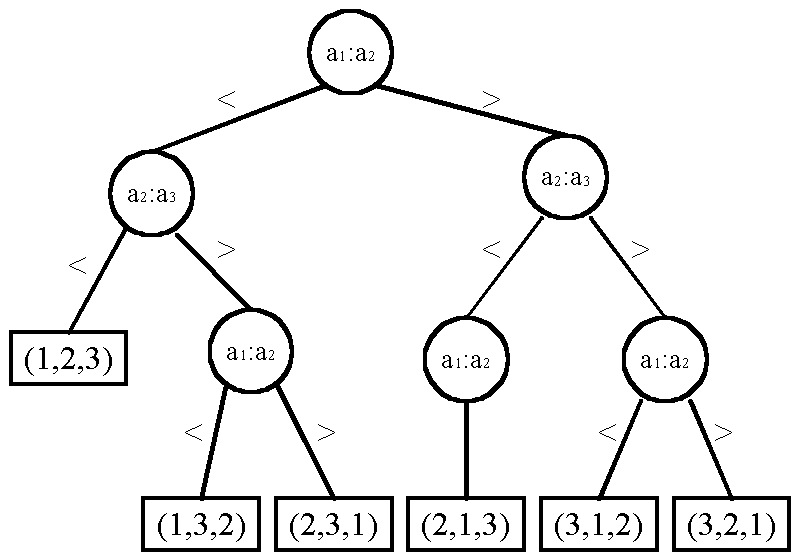 a1:a2
< >
a2:a3 a2:a3
< > < >
(1,2,3) a1:a2 a1:a2 a1:a2
< > < >
(1,3,2) (2,3,1) (2,1,3) (3,1,2) (3,2,1)